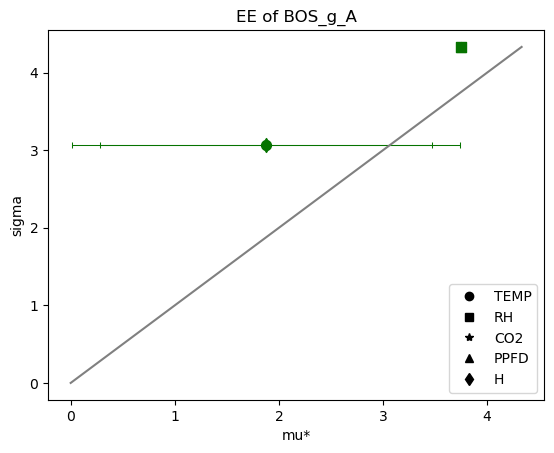 EE of BOS_g_A
4
3
2
1
0
sigma
TEMP
RH
CO2
PPFD
H
0 1 2 3 4
mu*